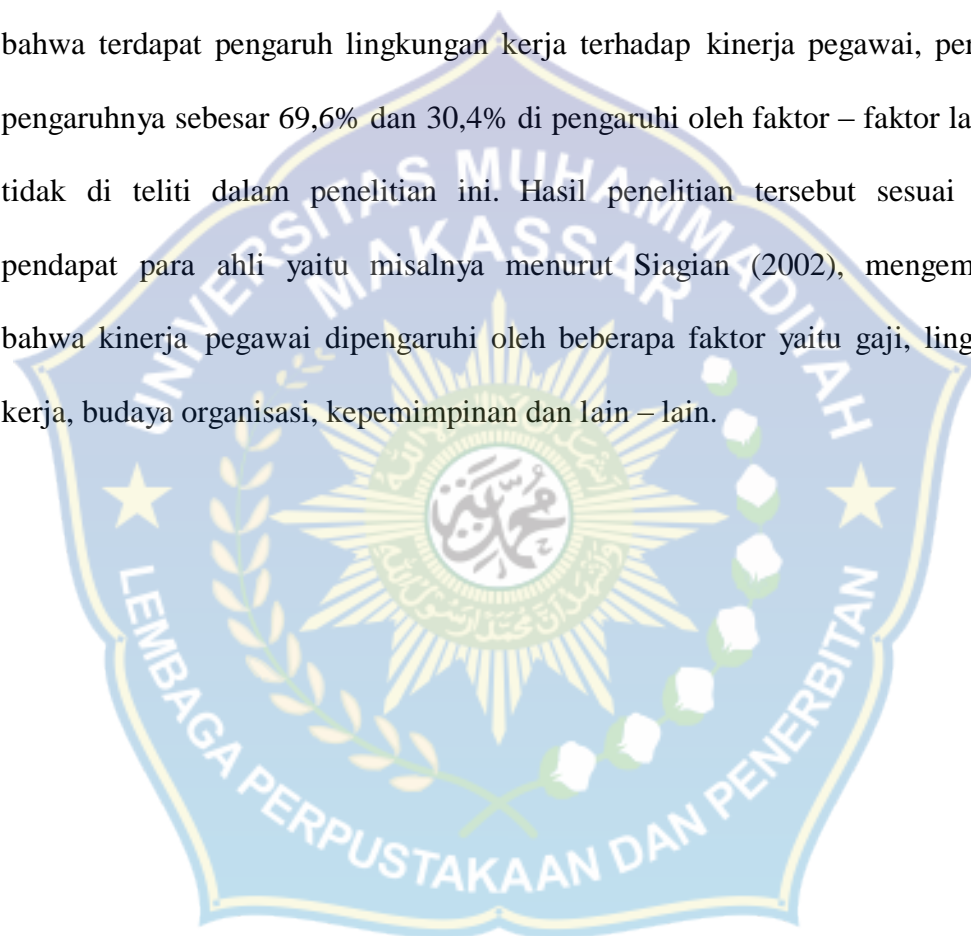 bahwa terdapat pengaruh lingkungan kerja terhadap kinerja pegawai, per
pengaruhnya sebesar 69,6% dan 30,4% di pengaruhi oleh faktor – faktor la
tidak di teliti dalam penelitian ini. Hasil penelitian tersebut sesuai
pendapat para ahli yaitu misalnya menurut Siagian (2002), mengem
bahwa kinerja pegawai dipengaruhi oleh beberapa faktor yaitu gaji, ling
kerja, budaya organisasi, kepemimpinan dan lain – lain.
UNIVERSITAS MUHAMMADIYAH
MAKASSAR
LEMBAGA PERPUSTAKAAN DAN PENERBITAN